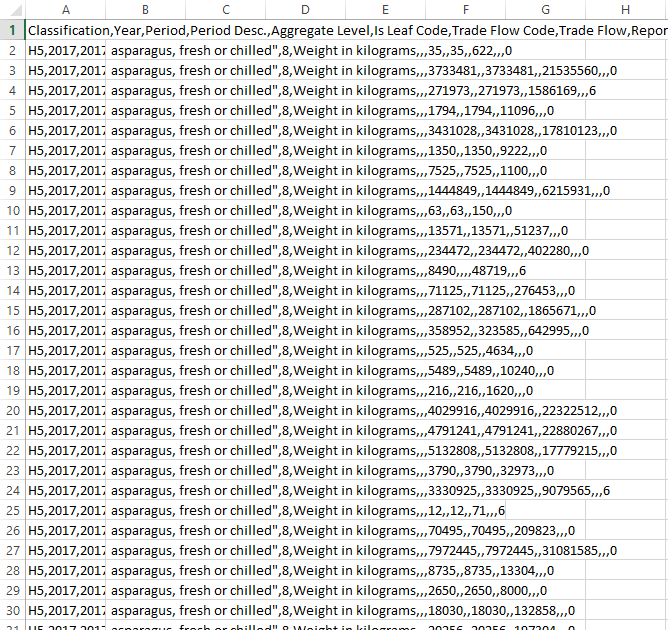 A B C D E F G H
1 Classification,Year,Period,Period Desc.,Aggregate Level,Is Leaf Code,Trade Flow Code,Trade Flow,Repor
2 H5,2017,2017 asparagus, fresh or chilled",8,Weight in kilograms,,,35,,35,,622,,,0
3 H5,2017,2017 asparagus, fresh or chilled",8,Weight in kilograms,,,3733481,,3733481,,21535560,,,0
4 H5,2017,2017 asparagus, fresh or chilled",8,Weight in kilograms,,,271973,,271973,,1586169,,,6
5 H5,2017,2017 asparagus, fresh or chilled",8,Weight in kilograms,,,1794,,1794,,11096,,,0
6 H5,2017,2017 asparagus, fresh or chilled",8,Weight in kilograms,,,3431028,,3431028,,17810123,,,0
7 H5,2017,2017 asparagus, fresh or chilled",8,Weight in kilograms,,,1350,,1350,,9222,,,0
8 H5,2017,2017 asparagus, fresh or chilled",8,Weight in kilograms,,,7525,,7525,,1100,,,0
9 H5,2017,2017 asparagus, fresh or chilled",8,Weight in kilograms,,,1444849,,1444849,,6215931,,,0
10 H5,2017,2017 asparagus, fresh or chilled",8,Weight in kilograms,,,63,,63,,150,,,0
11 H5,2017,2017 asparagus, fresh or chilled",8,Weight in kilograms,,,13571,,13571,,51237,,,0
12 H5,2017,2017 asparagus, fresh or chilled",8,Weight in kilograms,,,234472,,234472,,402280,,,0
13 H5,2017,2017 asparagus, fresh or chilled",8,Weight in kilograms,,,8490,,,,48719,,,6
14 H5,2017,2017 asparagus, fresh or chilled",8,Weight in kilograms,,,71125,,71125,,276453,,,0
15 H5,2017,2017 asparagus, fresh or chilled",8,Weight in kilograms,,,287102,,287102,,1865671,,,0
16 H5,2017,2017 asparagus, fresh or chilled",8,Weight in kilograms,,,358952,,323585,,642995,,,0
17 H5,2017,2017 asparagus, fresh or chilled",8,Weight in kilograms,,,525,,525,,4634,,,0
18 H5,2017,2017 asparagus, fresh or chilled",8,Weight in kilograms,,,5489,,5489,,10240,,,0
19 H5,2017,2017 asparagus, fresh or chilled",8,Weight in kilograms,,,216,,216,,1620,,,0
20 H5,2017,2017 asparagus, fresh or chilled",8,Weight in kilograms,,,4029916,,4029916,,22322512,,,0
21 H5,2017,2017 asparagus, fresh or chilled",8,Weight in kilograms,,,4791241,,4791241,,22880267,,,0
22 H5,2017,2017 asparagus, fresh or chilled",8,Weight in kilograms,,,5132808,,5132808,,17779215,,,0
23 H5,2017,2017 asparagus, fresh or chilled",8,Weight in kilograms,,,3790,,3790,,32973,,,0
24 H5,2017,2017 asparagus, fresh or chilled",8,Weight in kilograms,,,3330925,,3330925,,9079565,,,6
25 H5,2017,2017 asparagus, fresh or chilled",8,Weight in kilograms,,,12,,12,,71,,,6
26 H5,2017,2017 asparagus, fresh or chilled",8,Weight in kilograms,,,70495,,70495,,209823,,,0
27 H5,2017,2017 asparagus, fresh or chilled",8,Weight in kilograms,,,7972445,,7972445,,31081585,,,0
28 H5,2017,2017 asparagus, fresh or chilled",8,Weight in kilograms,,,8735,,8735,,13304,,,0
29 H5,2017,2017 asparagus, fresh or chilled",8,Weight in kilograms,,,2650,,2650,,8000,,,0
30 H5,2017,2017 asparagus, fresh or chilled",8,Weight in kilograms,,,18030,,18030,,132858,,,0